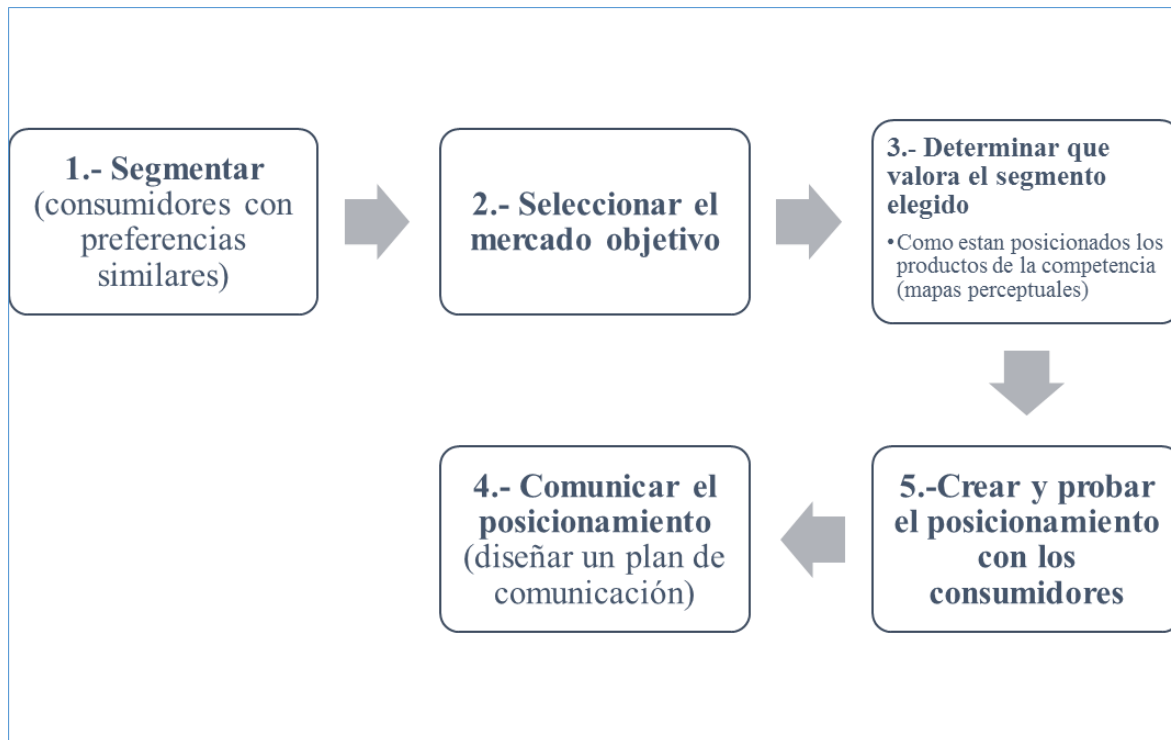 1.- Segmentar
(consumidores con
preferencias
similares)
2.- Seleccionar el
mercado objetivo
3.- Determinar que
valora el segmento
elegido
•Como estan posicionados los
productos de la competencia
(mapas perceptuales)
5.-Crear y probar
el posicionamiento
con los
consumidores
4.- Comunicar el
posicionamiento
(diseñar un plan de
comunicación)